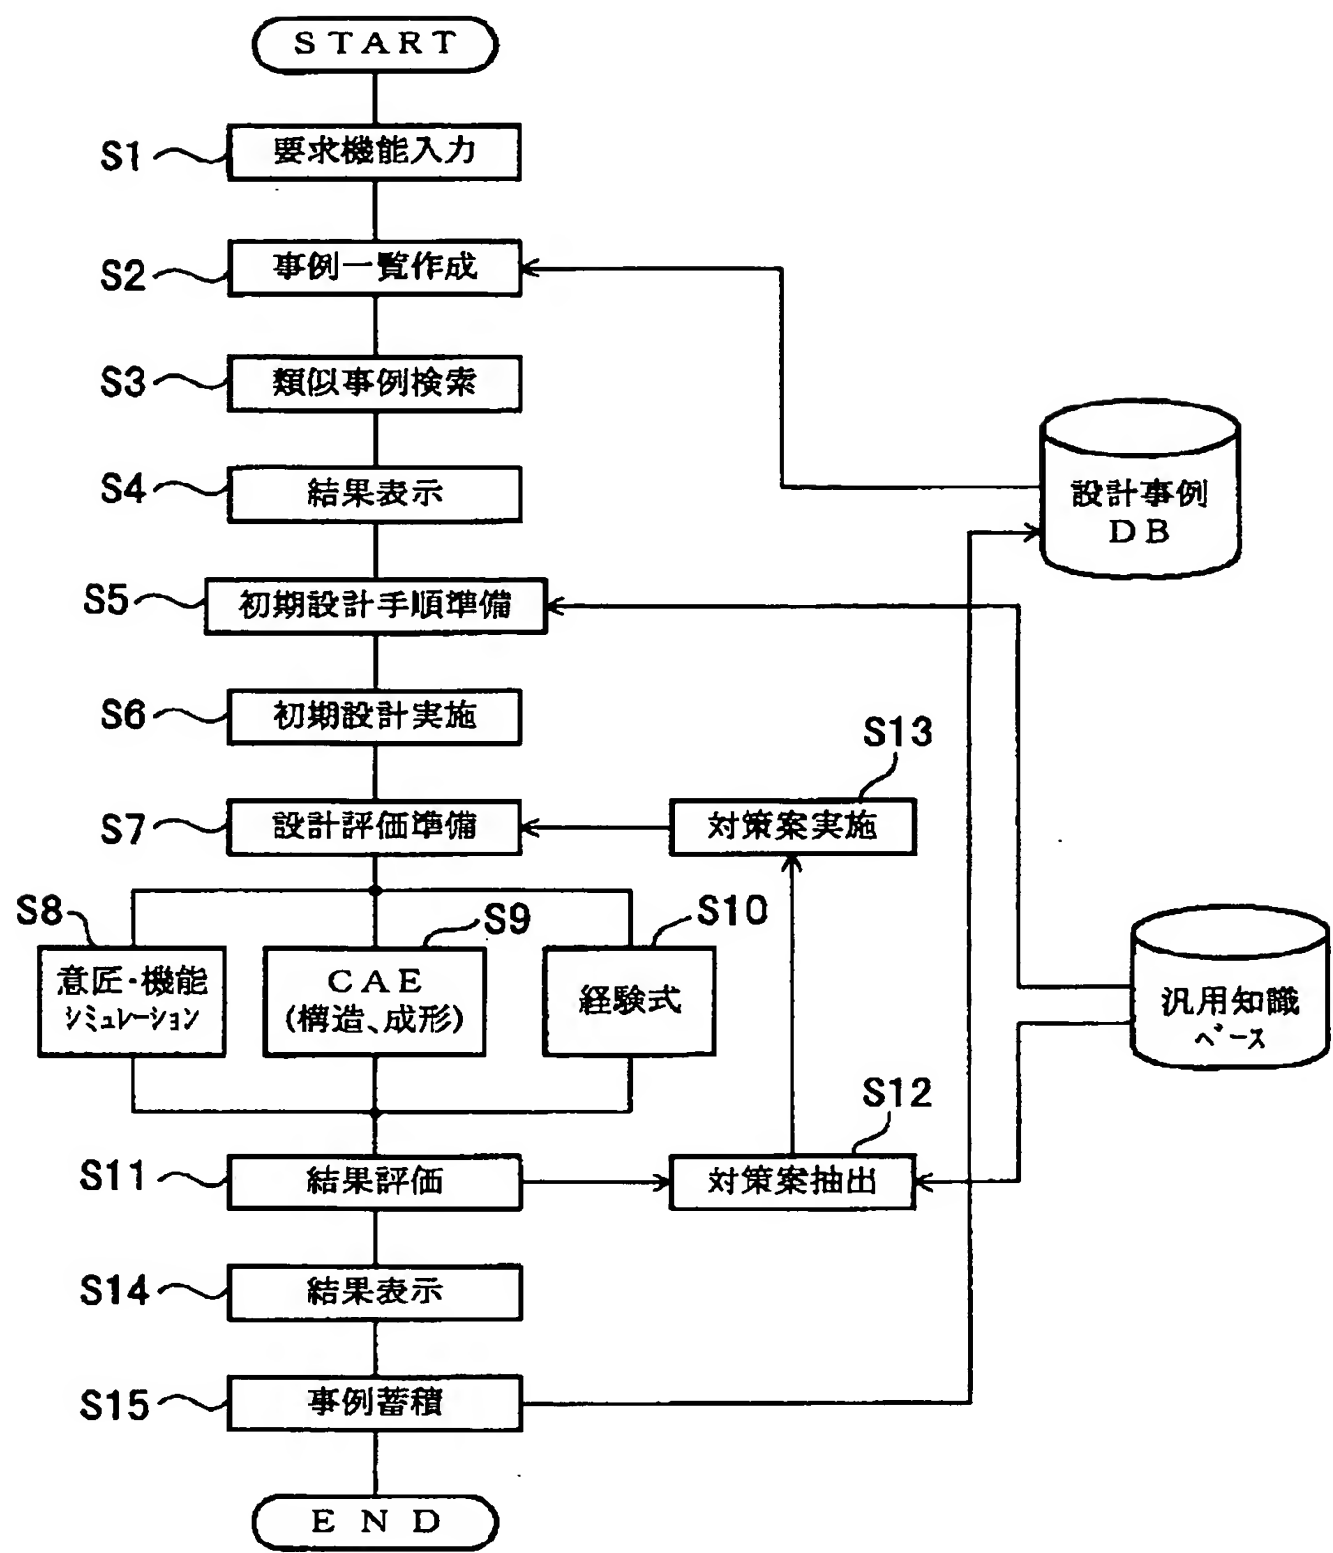 START
S1
要求機能入力
S2
事例一覧作成
S3
類似事例検索
S4
結果表示
設計事例
DB
S5
初期設計手順準備
S6
初期設計実施
S13
S7
設計評価準備
対策案実施
S8
S9
S10
意匠・機能
シミュレーション
CAE
(構造、成形)
経験式
汎用知識
ベース
S12
S11
結果評価
対策案抽出
S14
結果表示
S15
事例蓄積
END